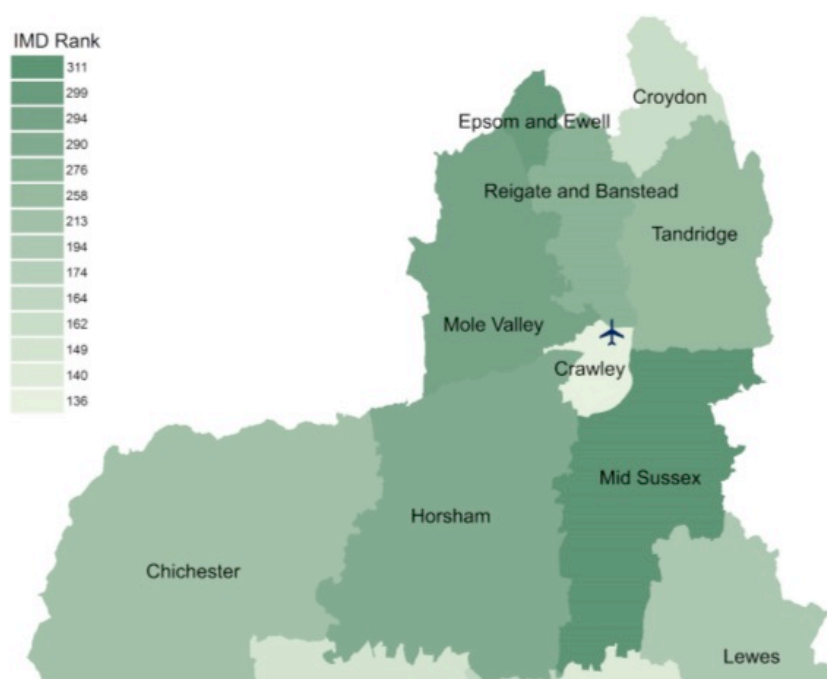 IMD Rank
311
299
294
290
276
258
213
194
174
164
162
149
140
136
Croydon
Epsom and Ewell
Reigate and Banstead
Tandridge
Mole Valley
Crawley
Mid Sussex
Horsham
Chichester
Lewes